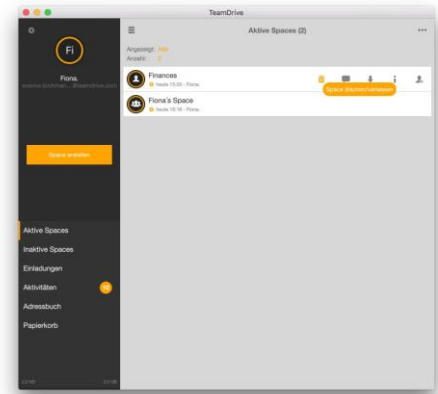 TeamDrive
Fi
Fiona.
Space erstellen
Aktive Spaces
Inaktive Spaces
Einladungen
Aktivitäten
Adressbuch
Papierkorb
Aktive Spaces (2)
Angezeigt: Alle
Anzahl: 2
Finances
heute 15:20 - Fiona.
Space löschen/verlassen
Fiona's Space
heute 15:16 - Fiona.